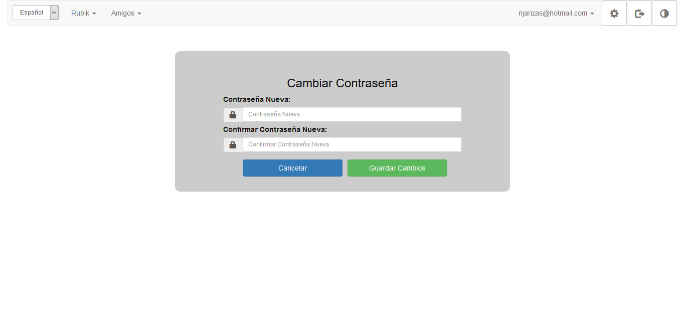 Español Rubik Amigos njarizas@hotmail.com
Cambiar Contraseña
Contraseña Nueva:
Contraseña Nueva
Confirmar Contraseña Nueva:
Confirmar Contraseña Nueva
Cancelar Guardar Cambios